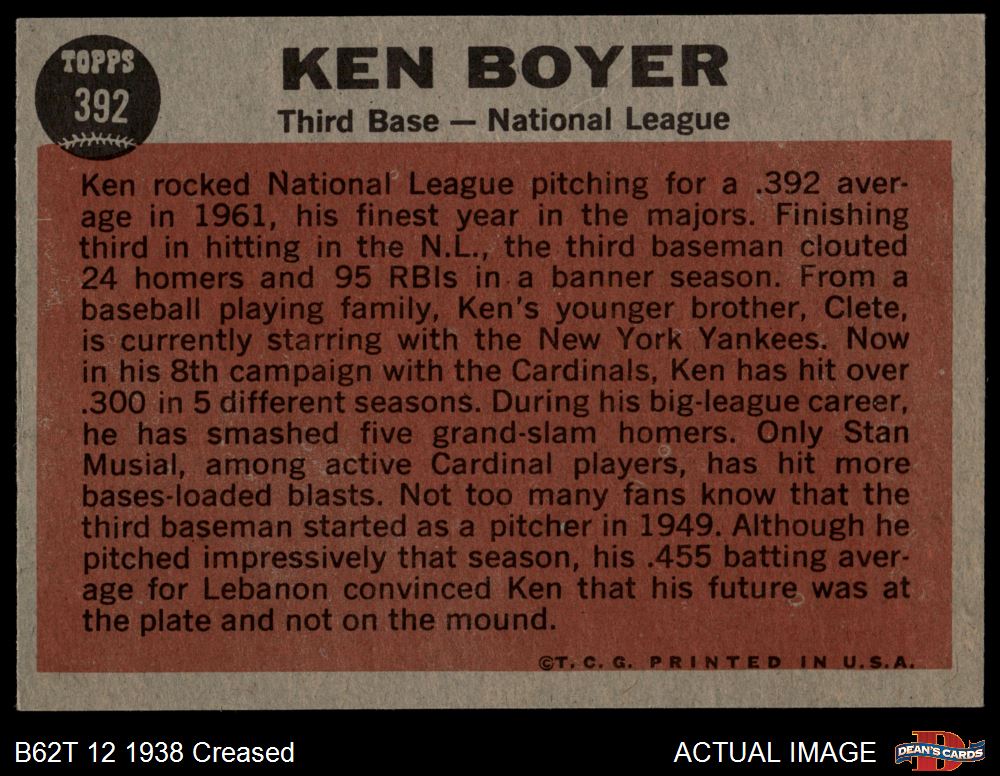 TOPPS
392
KEN BOYER
Third Base — National League
Ken rocked National League pitching for a .392 aver-
age in 1961, his finest year in the majors. Finishing
third in hitting in the N.L., the third baseman clouted
24 homers and 95 RBIs in a banner season. From a
baseball playing family, Ken's younger brother, Clete,
is currently starring with the New York Yankees. Now
in his 8th campaign with the Cardinals, Ken has hit over
.300 in 5 different seasons. During his big-league career,
he has smashed five grand-slam homers. Only Stan
Musial, among active Cardinal players, has hit more
bases-loaded blasts. Not too many fans know that the
third baseman started as a pitcher in 1949. Although he
pitched impressively that season, his .455 batting aver-
age for Lebanon convinced Ken that his future was at
the plate and not on the mound.
©T. C. G. PRINTED IN U.S.A.
B62T 12 1938 Creased
ACTUAL IMAGE
D
DEAN'S CARDS